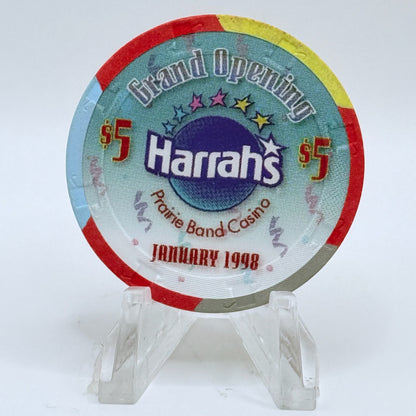 Grand Opening
$5 Harrah's $5
Prairie Band Casino
JANUARY 1998